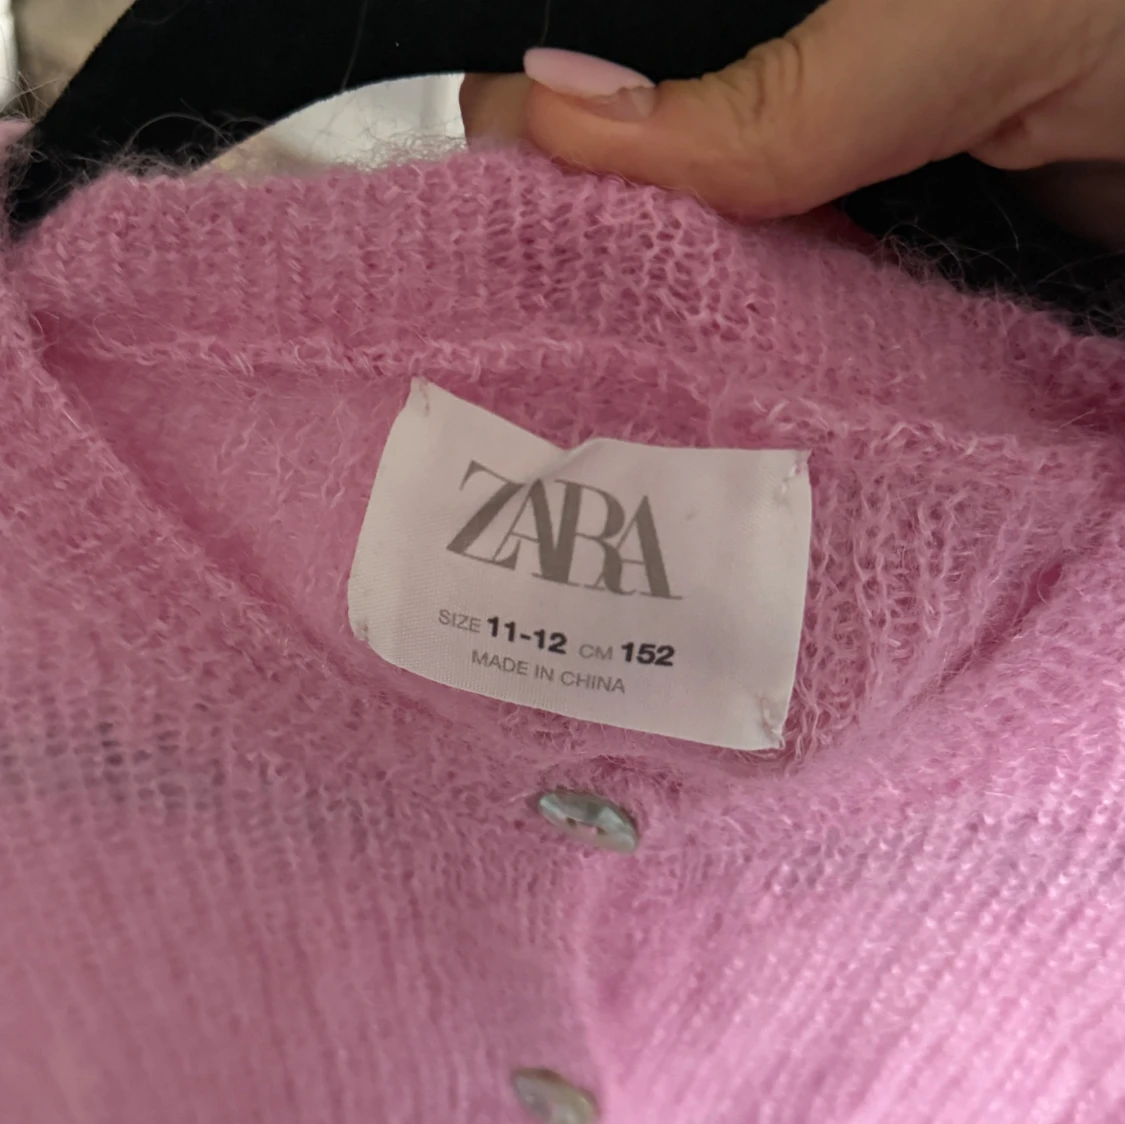 ZARA
SIZE 11-12 CM 152
MADE IN CHINA